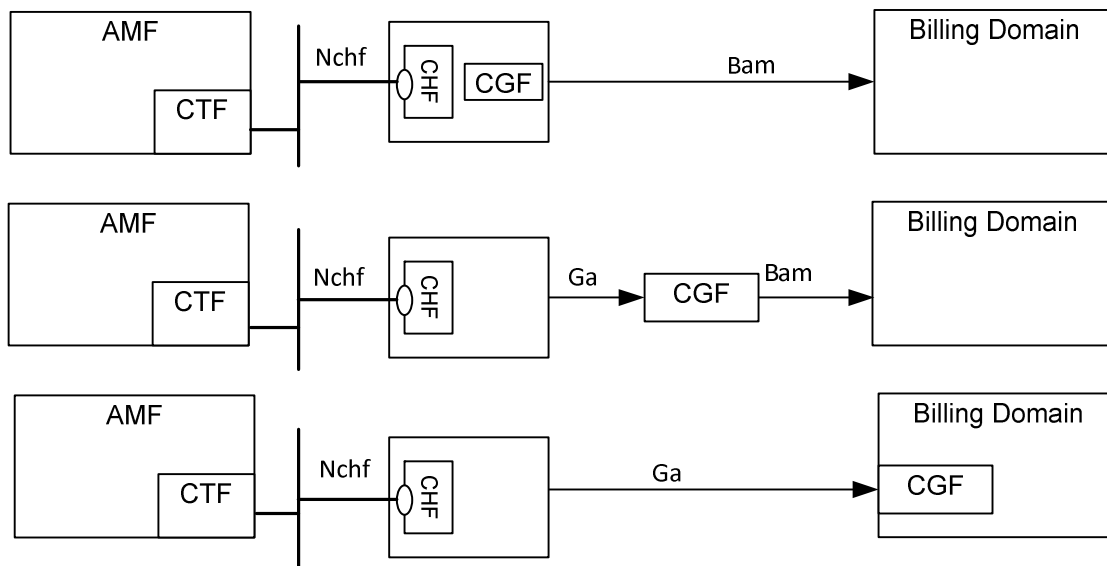 AMF
CTF
Nchf
CHF
CGF
Bam
Billing Domain
AMF
CTF
Nchf
CHF
Ga
CGF
Bam
Billing Domain
AMF
CTF
Nchf
CHF
Ga
Billing Domain
CGF